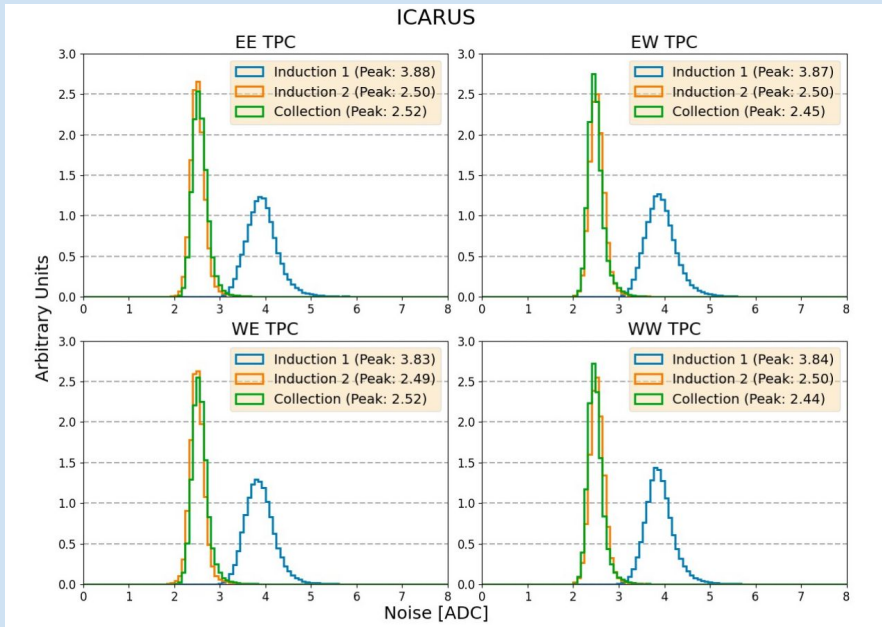 ICARUS
EE TPC
3.0
2.5
2.0
1.5
1.0
0.5
0.0
0 1 2 3 4 5 6 7 8
Induction 1 (Peak: 3.88)
Induction 2 (Peak: 2.50)
Collection (Peak: 2.52)
EW TPC
3.0
2.5
2.0
1.5
1.0
0.5
0.0
0 1 2 3 4 5 6 7 8
Induction 1 (Peak: 3.87)
Induction 2 (Peak: 2.50)
Collection (Peak: 2.45)
Arbitrary Units
WE TPC
3.0
2.5
2.0
1.5
1.0
0.5
0.0
0 1 2 3 4 5 6 7 8
Induction 1 (Peak: 3.83)
Induction 2 (Peak: 2.49)
Collection (Peak: 2.52)
WW TPC
3.0
2.5
2.0
1.5
1.0
0.5
0.0
0 1 2 3 4 5 6 7 8
Induction 1 (Peak: 3.84)
Induction 2 (Peak: 2.50)
Collection (Peak: 2.44)
Noise [ADC]